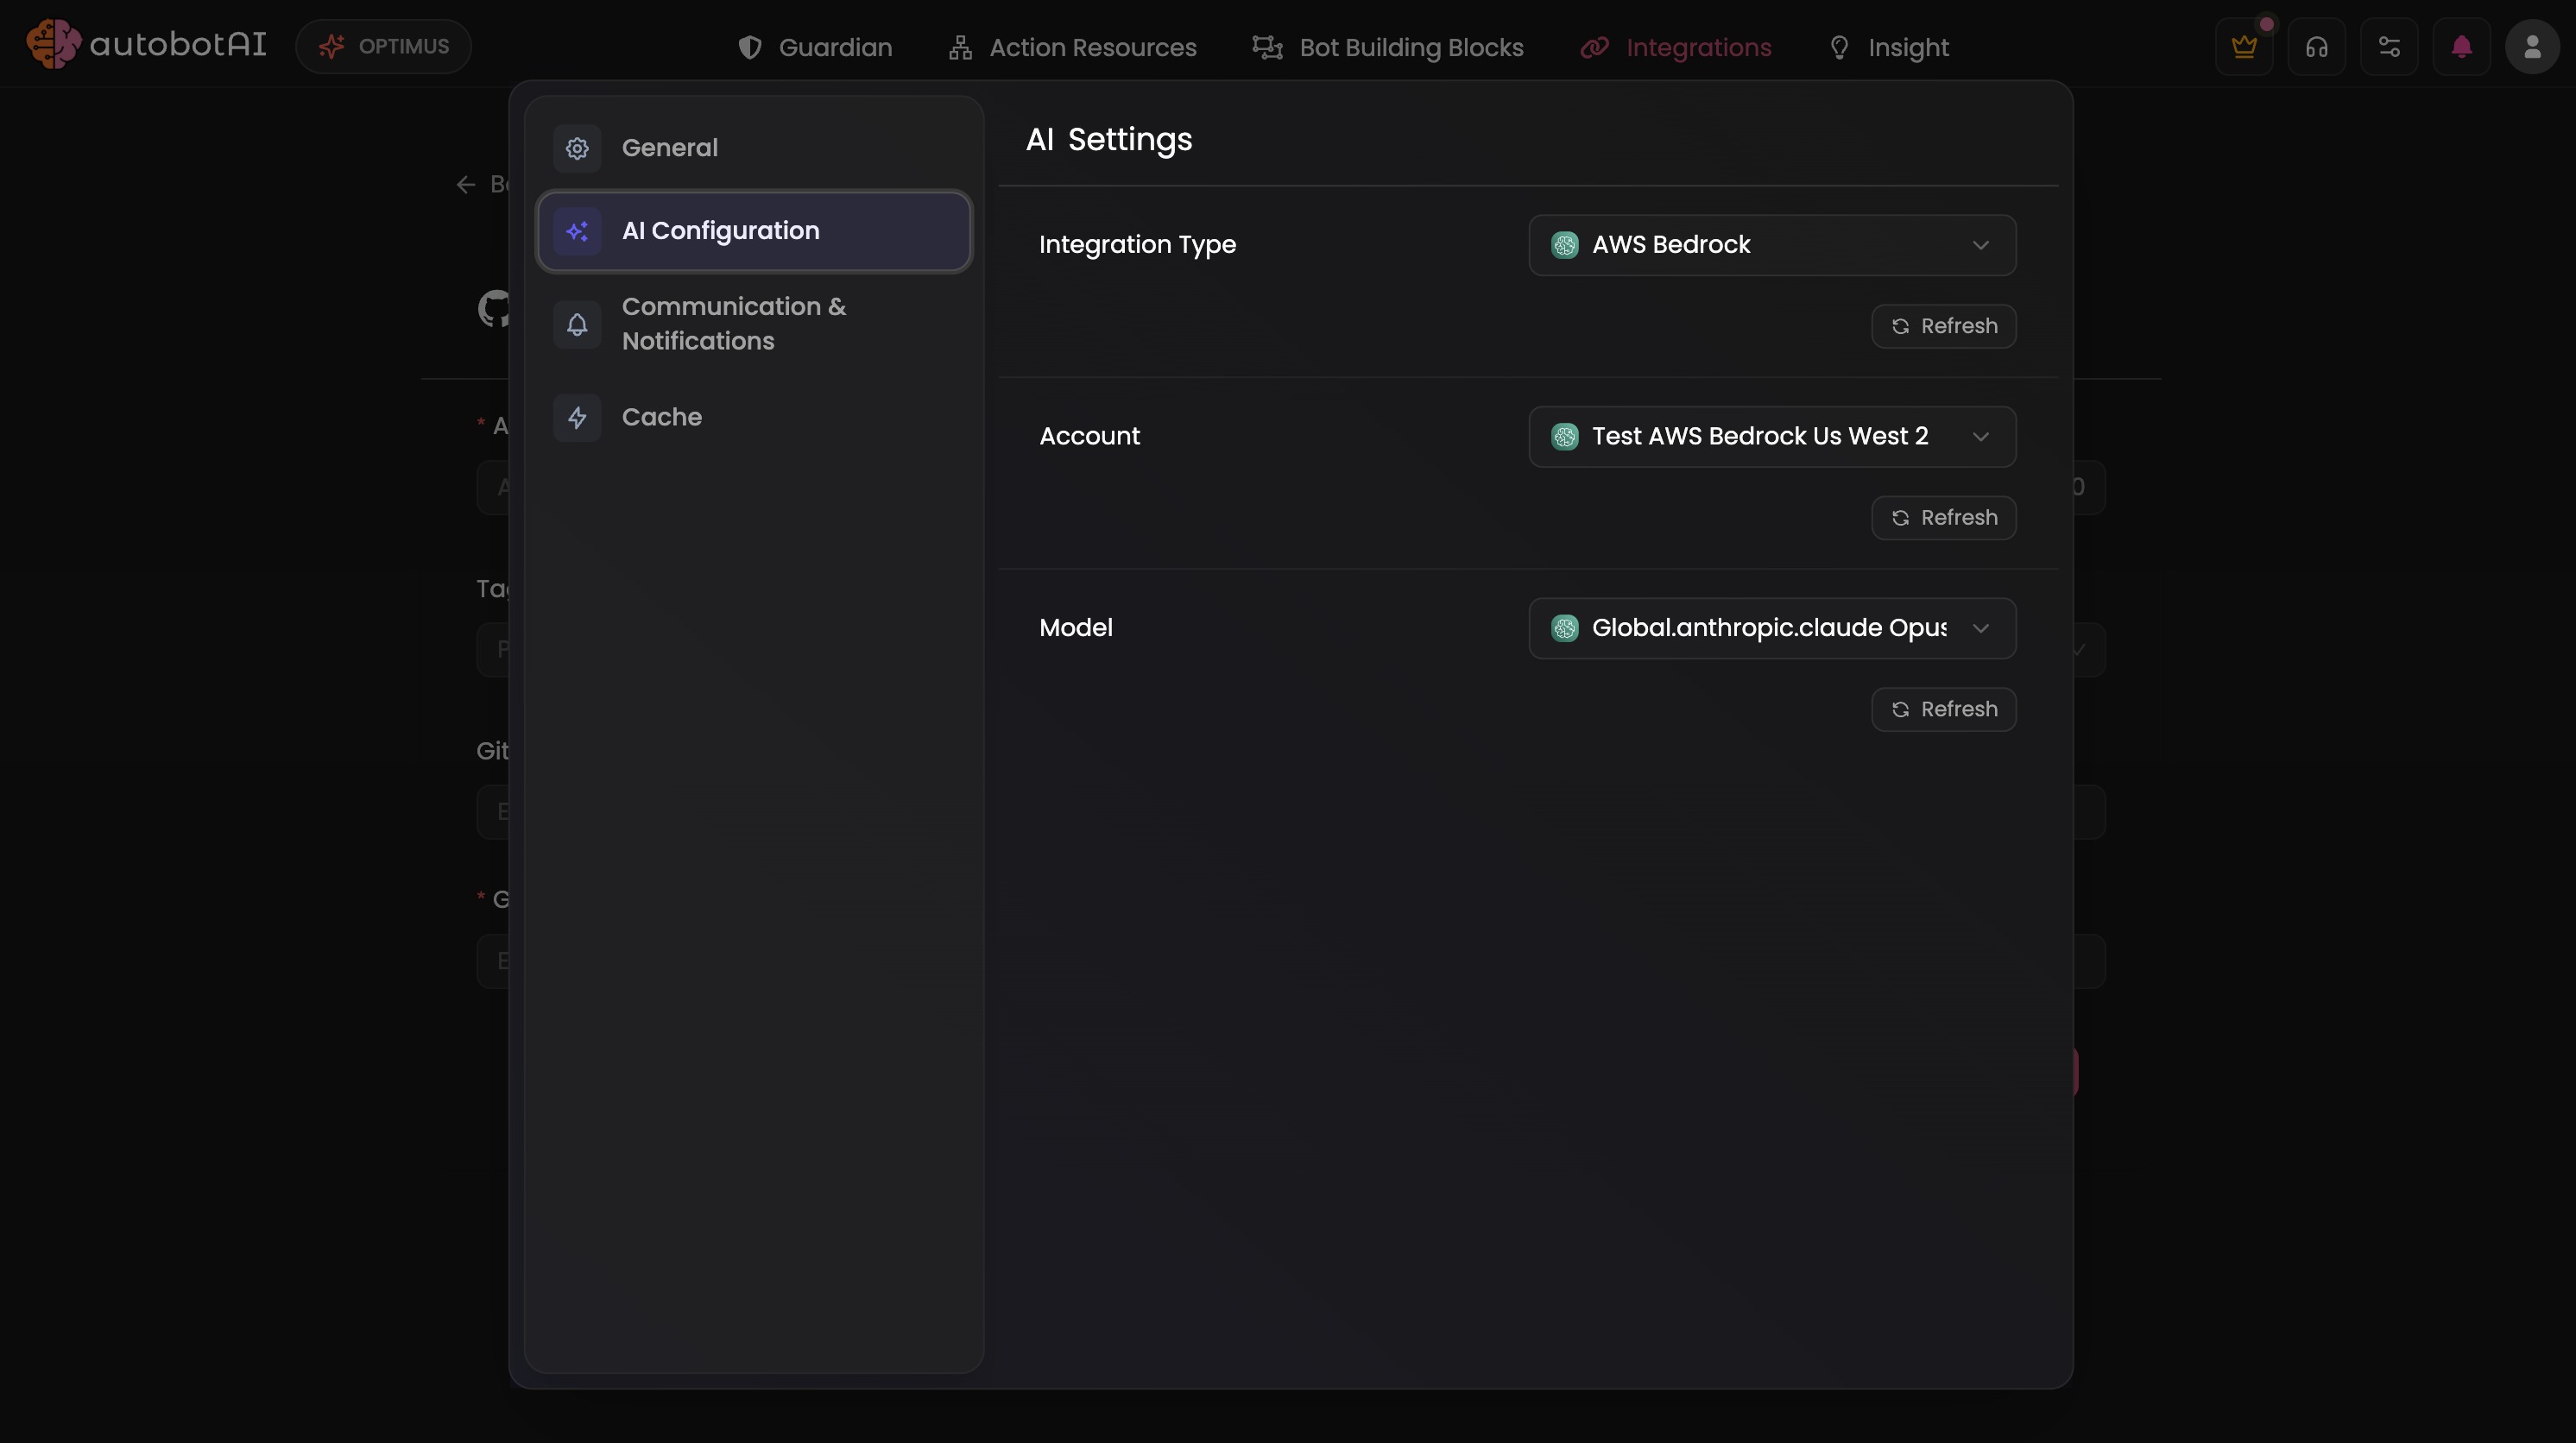 autobotAI
OPTIMUS
Guardian
Action Resources
Bot Building Blocks
Integrations
Insight
General
AI Configuration
Communication &
Notifications
Cache
AI Settings
Integration Type
AWS Bedrock
Refresh
Account
Test AWS Bedrock Us West 2
Refresh
Model
Global.anthropic.claude Opus
Refresh
* A
Git
* G